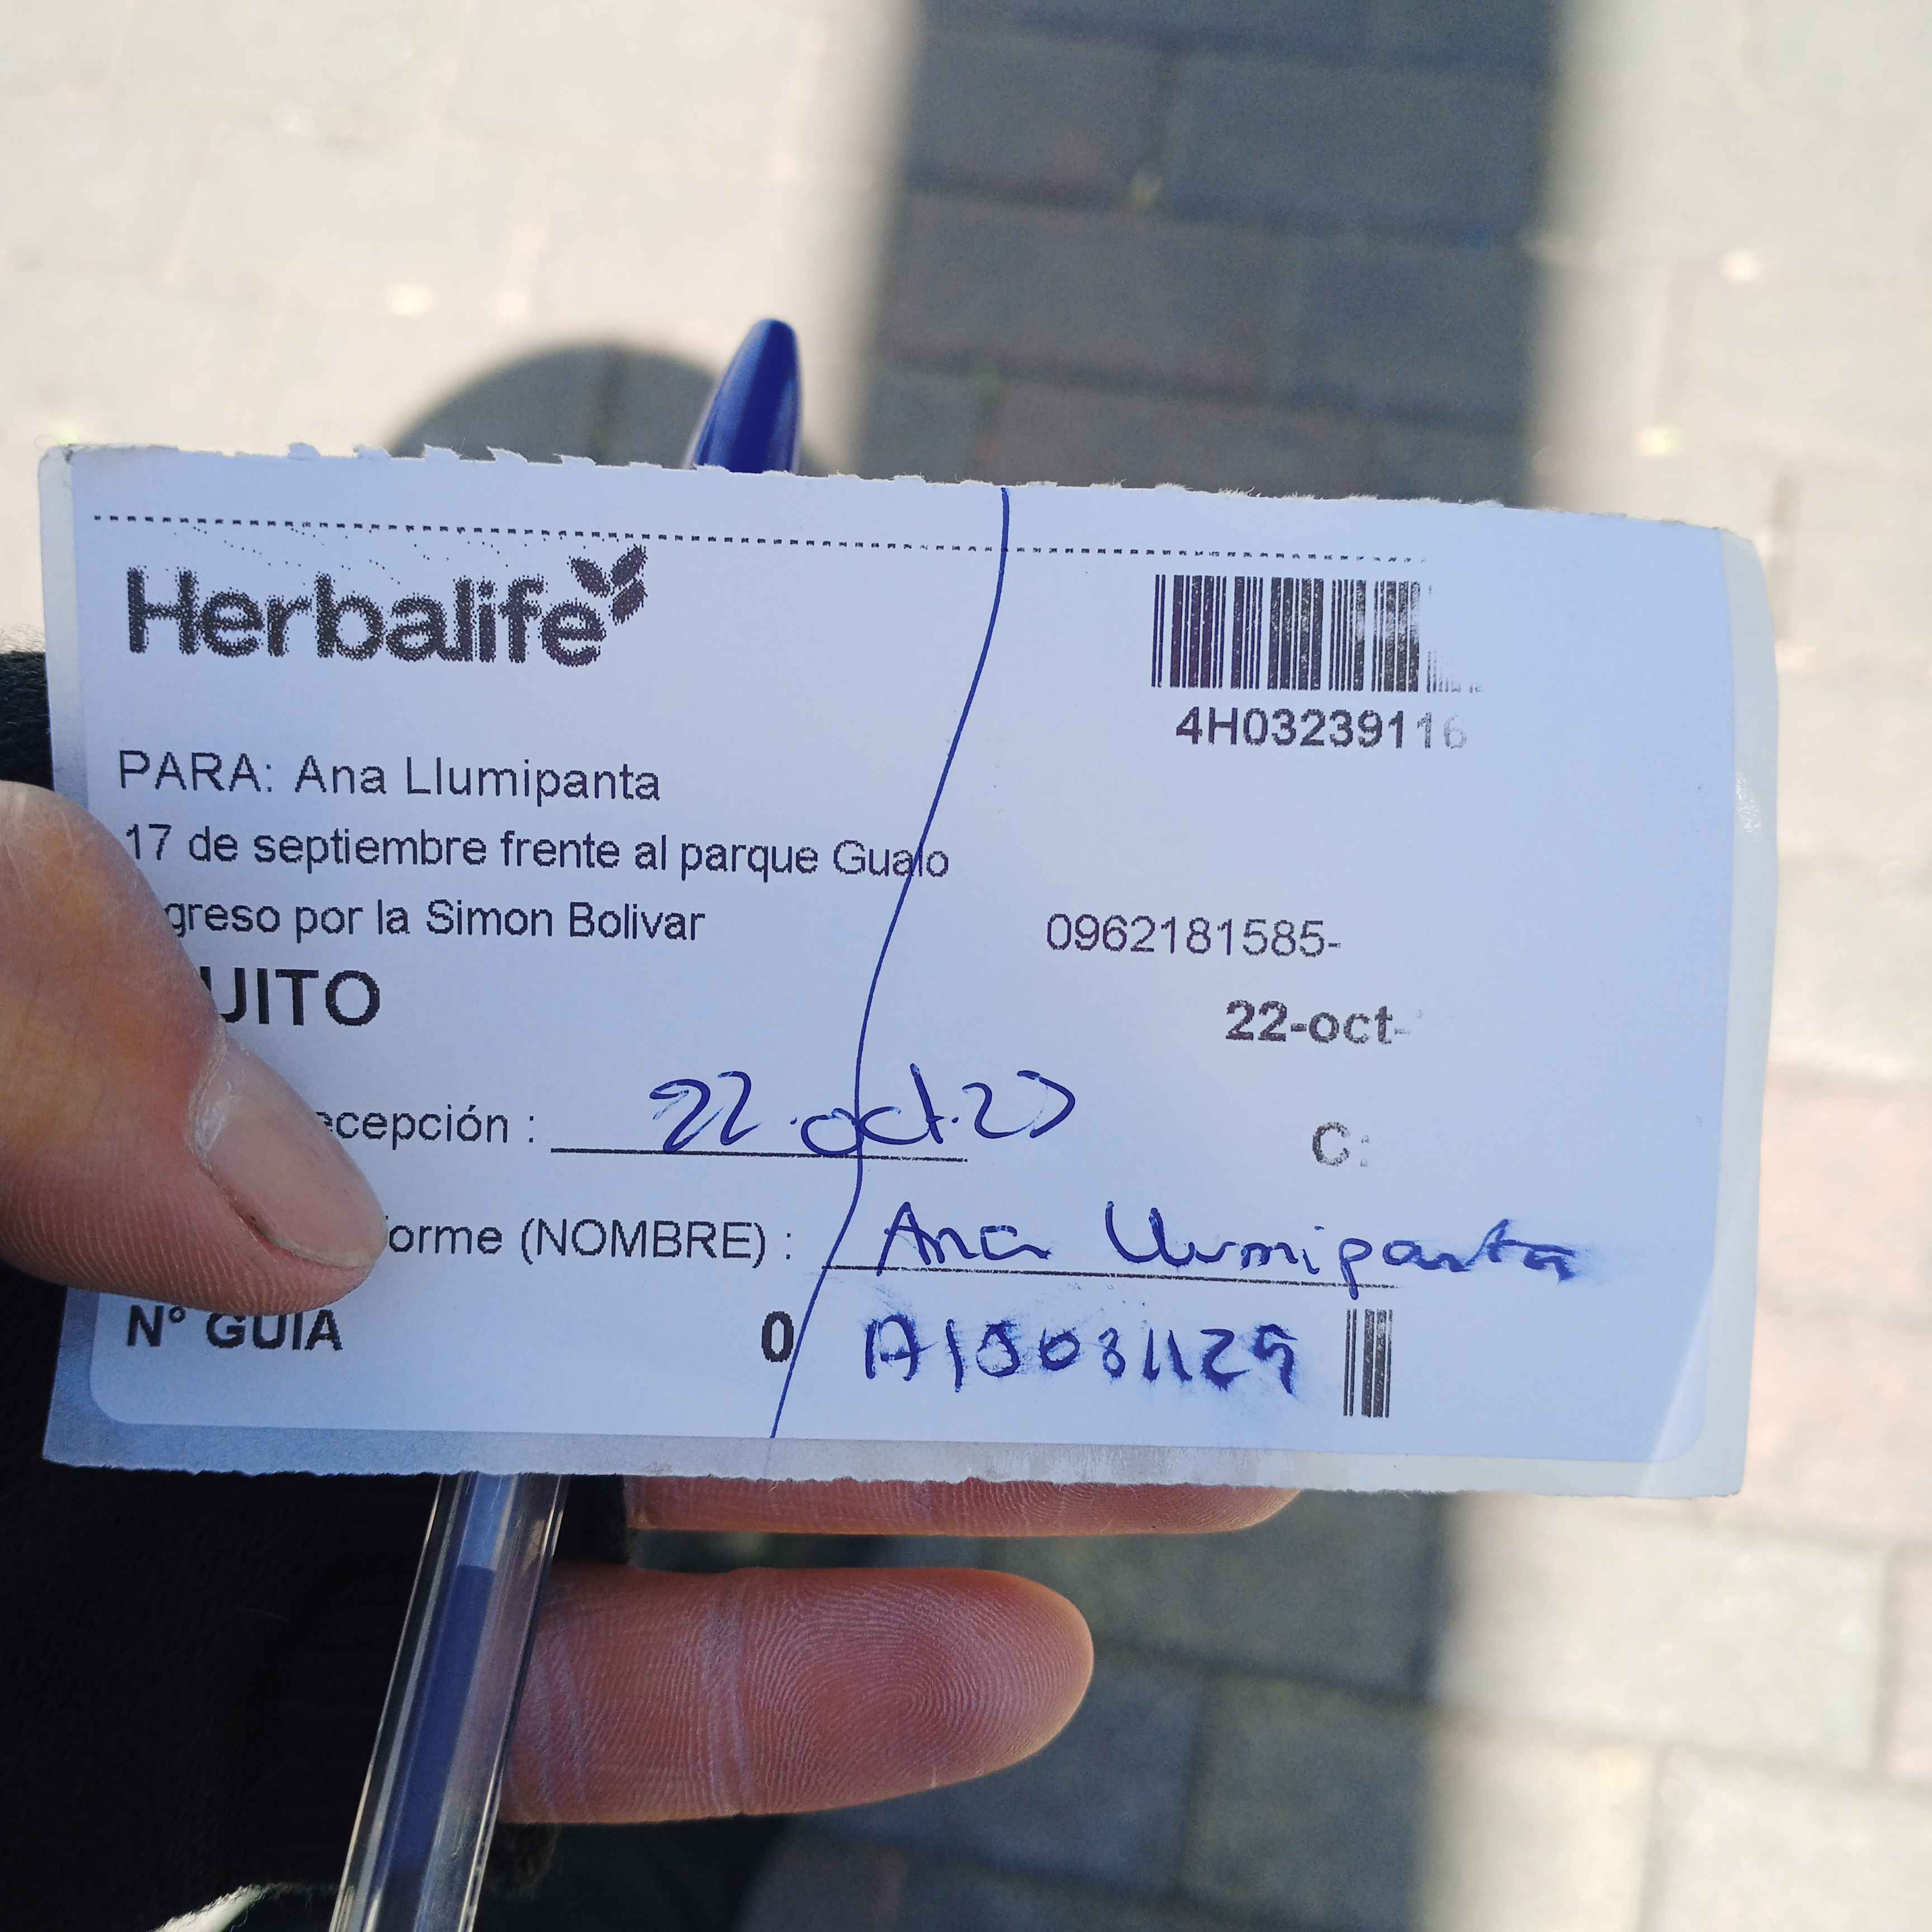 Herbalife
4H03239116
PARA: Ana Llumipanta
17 de septiembre frente al parque Gualo
greso por la Simon Bolivar
0962181585-
UITO
22-oct-
ecepción : 22.oct.23
C:
orme (NOMBRE) : Ana Llumipanta
N° GUIA 0